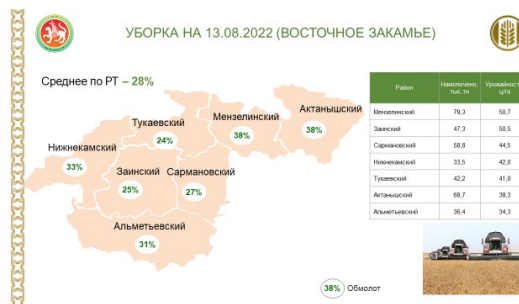 УБОРКА НА 13.08.2022 (ВОСТОЧНОЕ ЗАКАМЬЕ)
Среднее по РТ – 28%
Актанышский
38%
Мензелинский
38%
Тукаевский
24%
Нижнекамский
33%
Заинский
25%
Сармановский
27%
Альметьевский
31%
38% Обмолот
Район Намолочено, тыс. тн Урожайность ц/га
Мензелинский 79,3 50,7
Заинский 47,3 50,5
Сармановский 58,8 44,5
Нижнекамский 33,5 42,0
Тукаевский 42,2 41,0
Актанышский 68,7 38,3
Альметьевский 36,4 34,3